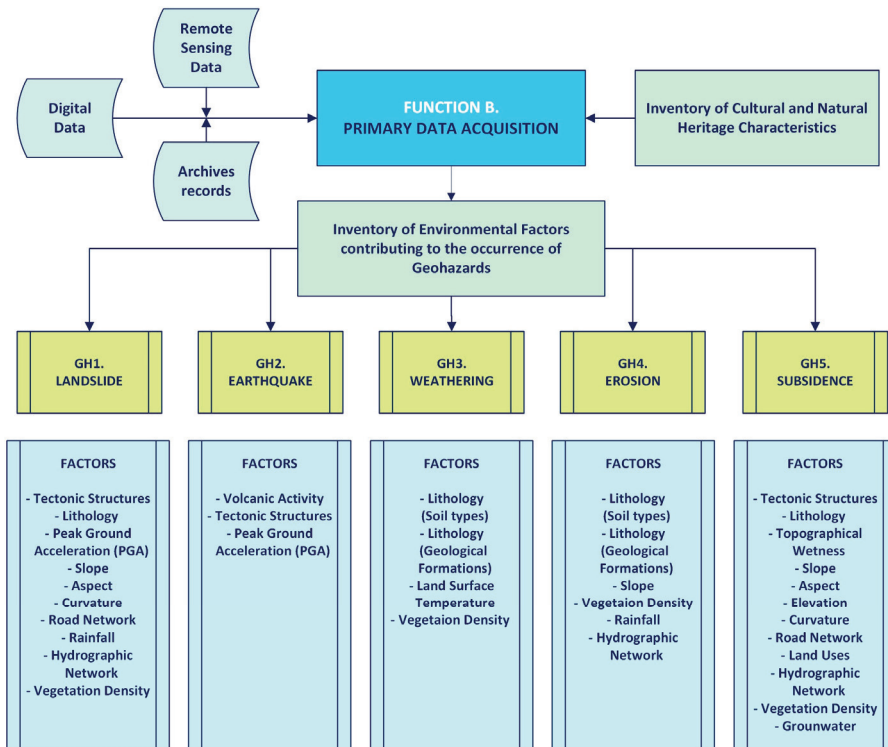 Remote
Sensing
Data
Digital
Data
Archives
records
FUNCTION B.
PRIMARY DATA ACQUISITION
Inventory of Cultural and Natural
Heritage Characteristics
Inventory of Environmental Factors
contributing to the occurrence of
Geohazards
GH1.
LANDSLIDE
GH2.
EARTHQUAKE
GH3.
WEATHERING
GH4.
EROSION
GH5.
SUBSIDENCE
FACTORS
- Tectonic Structures
- Lithology
- Peak Ground
Acceleration (PGA)
- Slope
- Aspect
- Curvature
- Road Network
- Rainfall
- Hydrographic
Network
- Vegetation Density
FACTORS
- Volcanic Activity
- Tectonic Structures
- Peak Ground
Acceleration (PGA)
FACTORS
- Lithology
(Soil types)
- Lithology
(Geological
Formations)
- Land Surface
Temperature
- Vegetaion Density
FACTORS
- Lithology
(Soil types)
- Lithology
(Geological
Formations)
- Slope
- Vegetaion Density
- Rainfall
- Hydrographic
Network
FACTORS
- Tectonic Structures
- Lithology
- Topographical
Wetness
- Slope
- Aspect
- Elevation
- Curvature
- Road Network
- Land Uses
- Hydrographic
Network
- Vegetation Density
- Grounwater